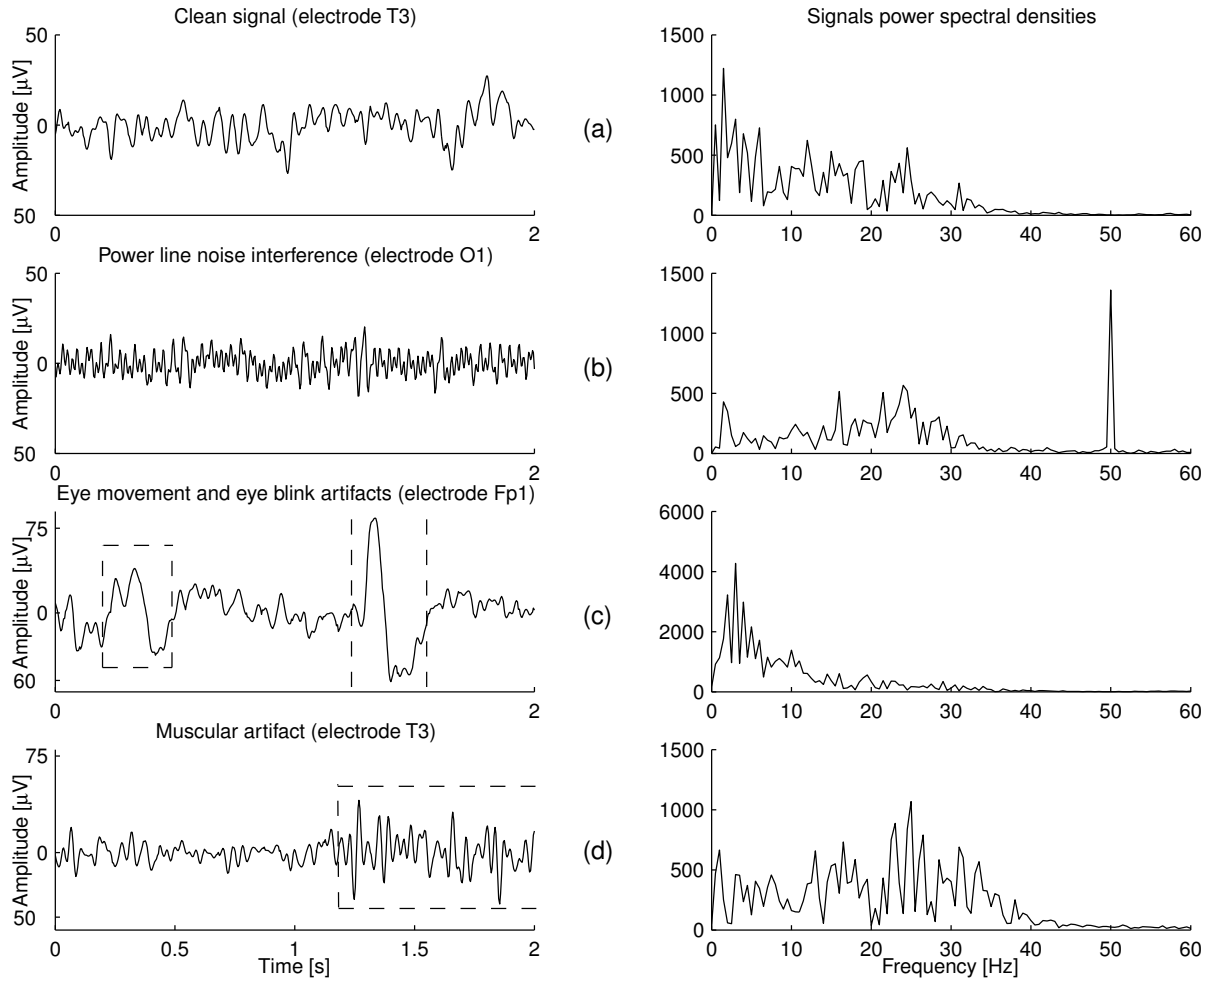 Clean signal (electrode T3)
Signals power spectral densities
50
0
50
Amplitude [µV]
0
2
(a)
1500
1000
500
0
0 10 20 30 40 50 60
Power line noise interference (electrode O1)
50
0
50
Amplitude [µV]
0
2
(b)
1500
1000
500
0
0 10 20 30 40 50 60
Eye movement and eye blink artifacts (electrode Fp1)
75
0
60
Amplitude [µV]
0
2
(c)
6000
4000
2000
0
0 10 20 30 40 50 60
Muscular artifact (electrode T3)
75
0
50
Amplitude [µV]
0 0.5 1 1.5 2
Time [s]
(d)
1500
1000
500
0
0 10 20 30 40 50 60
Frequency [Hz]